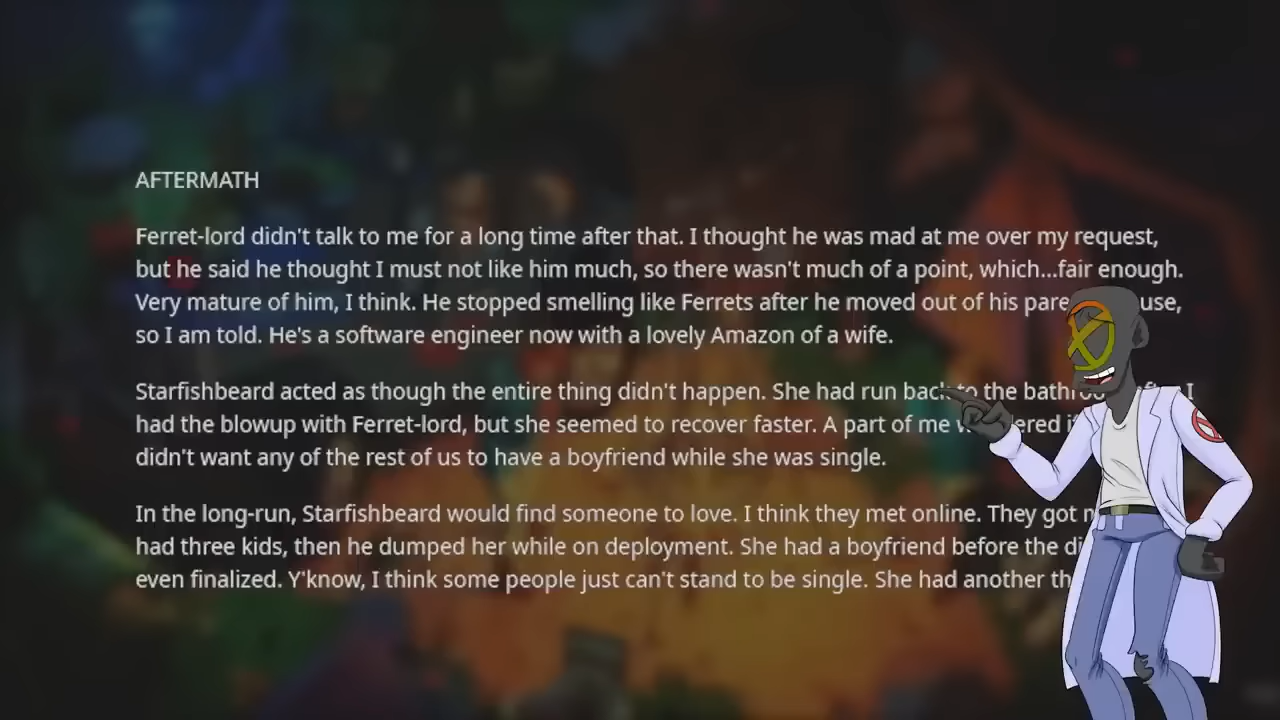 AFTERMATH
Ferret-lord didn't talk to me for a long time after that. I thought he was mad at me over my request,
but he said he thought I must not like him much, so there wasn't much of a point, which...fair enough.
Very mature of him, I think. He stopped smelling like Ferrets after he moved out of his
so I am told. He's a software engineer now with a lovely Amazon of a wife.
Starfishbeard acted as though the entire thing didn't happen. She had run back to the I
had the blowup with Ferret-lord, but she seemed to recover faster. A part of me
didn't want any of the rest of us to have a boyfriend while she was single.
In the long-run, Starfishbeard would find someone to love. I think they met online. They got
had three kids, then he dumped her while on deployment. She had a boyfriend before the
even finalized. Y'know, I think some people just can't stand to be single. She had another